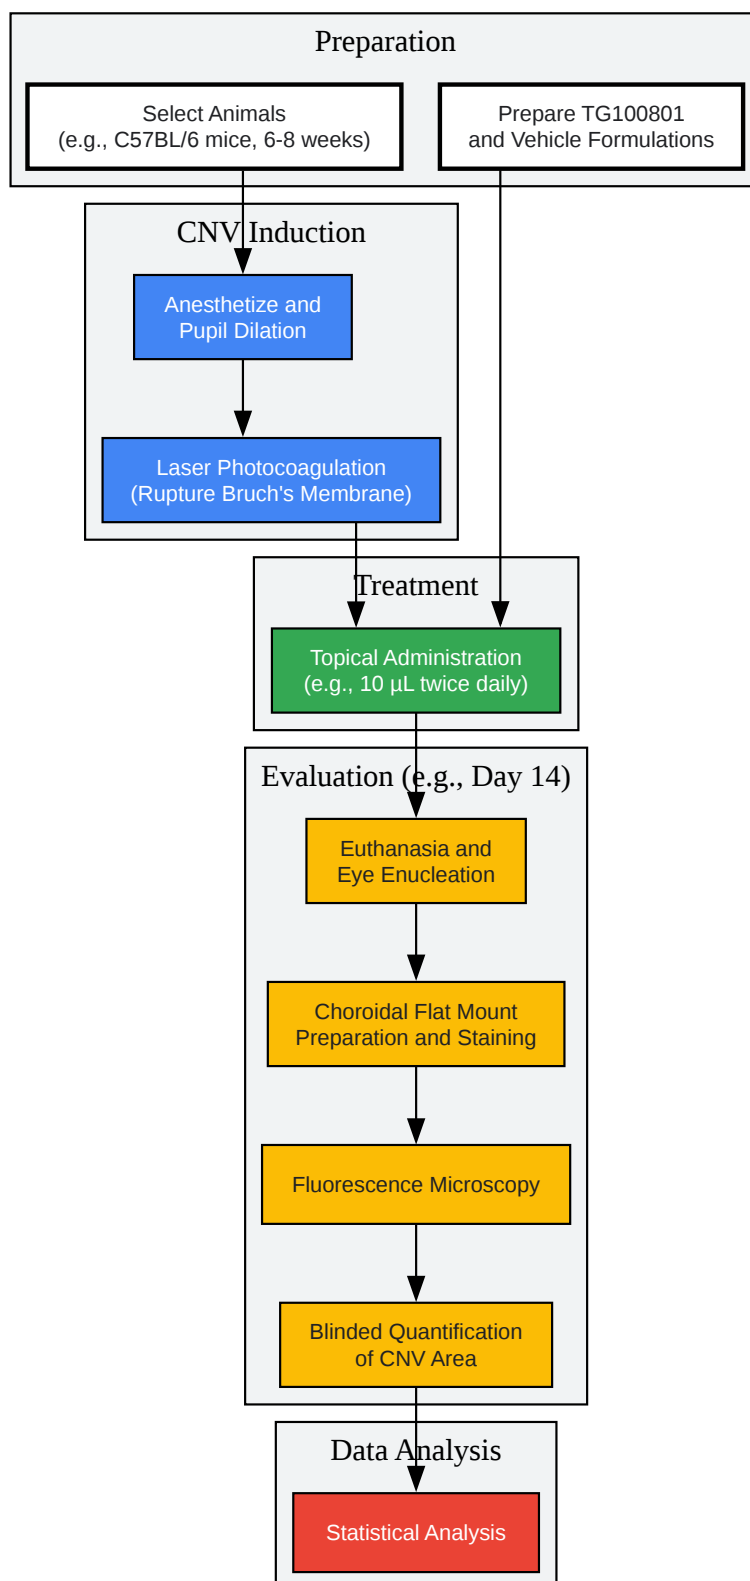 Preparation
Select Animals
(e.g., C57BL/6 mice, 6-8 weeks)
Prepare TG100801
and Vehicle Formulations
CNV Induction
Anesthetize and
Pupil Dilation
Laser Photocoagulation
(Rupture Bruch's Membrane)
Treatment
Topical Administration
(e.g., 10 µL twice daily)
Evaluation (e.g., Day 14)
Euthanasia and
Eye Enucleation
Choroidal Flat Mount
Preparation and Staining
Fluorescence Microscopy
Blinded Quantification
of CNV Area
Data Analysis
Statistical Analysis